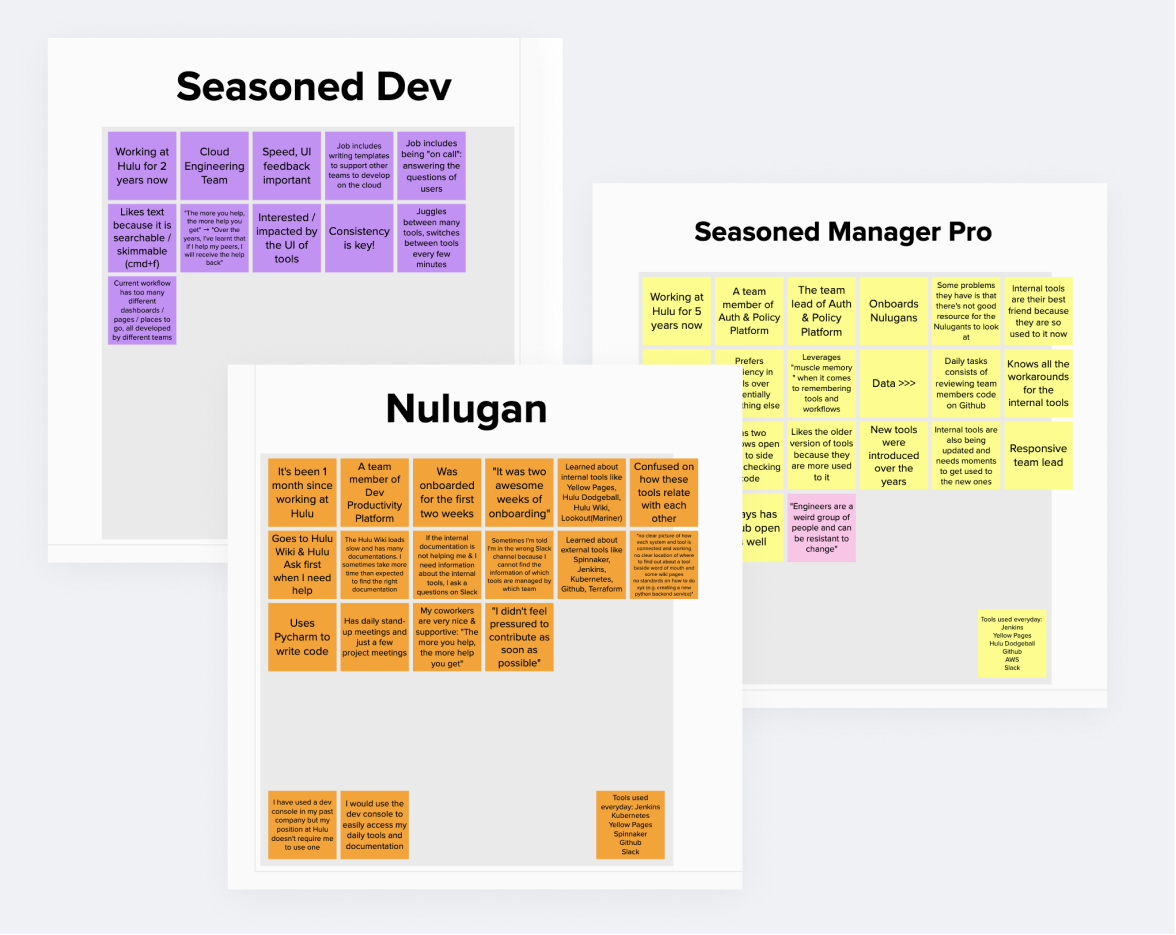 Seasoned Dev
Working at
Hulu for 2
years now
Cloud
Engineering
Team
Speed, UI
feedback
important
Job includes
writing templates
to support other
teams to develop
on the cloud
Job includes
being "on call":
answering the
questions of
users
Likes text
because it is
searchable /
skimmable
(cmd+f)
"The more you help,
the more help you
get" → "Over the
years, I've learnt that
if I help my peers, I
will receive the help
back"
Interested /
impacted by
the UI of
tools
Consistency
is key!
Juggles
between many
tools, switches
between tools
every few
minutes
Current workflow
has too many
different
dashboards /
pages / places to
go, all developed
by different teams
Seasoned Manager Pro
Working at
Hulu for 5
years now
A team
member of
Auth & Policy
Platform
The team
lead of Auth
& Policy
Platform
Onboards
Nulugans
Some problems
they have is that
there's not good
resource for the
Nulugants to look
at
Internal tools
are their best
friend because
they are so
used to it now
Prefers
Leverages
"muscle memory
" when it comes
to remembering
tools and
workflows
Data >>>
Daily tasks
consists of
reviewing team
members code
on Github
Knows all the
workarounds
for the
internal tools
two
open
to side
checking
Likes the older
version of tools
because they
are more used
to it
New tools
were
introduced
over the
years
Internal tools are
also being
updated and
needs moments
to get used to
the new ones
Responsive
team lead
has
open
well
"Engineers are a
weird group of
people and can
be resistant to
change"
Tools used everyday:
Jenkins
Yellow Pages
Hulu Dodgeball
Github
AWS
Slack
Nulugan
It's been 1
month since
working at
Hulu
A team
member of
Dev
Productivity
Platform
Was
onboarded
for the first
two weeks
"It was two
awesome
weeks of
onboarding"
Learned about
internal tools like
Yellow Pages,
Hulu Dodgeball,
Hulu Wiki,
Lookout(Mariner)
Confused on
how these
tools relate
with each
other
Goes to Hulu
Wiki & Hulu
Ask first
when I need
help
The Hulu Wiki loads
slow and has many
documentations. I
sometimes take more
time than expected
to find the right
documentation
If the internal
documentation is
not helping me & I
need information
about the internal
tools, I ask a
questions on Slack
Sometimes I'm told
I'm in the wrong Slack
channel because I
cannot find the
information of which
tools are managed by
which team
Learned about
external tools like
Spinnaker,
Jenkins,
Kubernetes,
Github, Terraform
"no clear picture of how
each system and tool is
connected and working
no clear location of where
to find out about a tool
beside word of mouth and
some wiki pages
no standards on how to do
xyz (e.g. creating a new
python backend service)"
Uses
Pycharm to
write code
Has daily stand-
up meetings and
just a few
project meetings
My coworkers
are very nice &
supportive: "The
more you help,
the more help
you get"
"I didn't feel
pressured to
contribute as
soon as
possible"
I have used a dev
console in my past
company but my
position at Hulu
doesn't require me
to use one
I would use the
dev console to
easily access my
daily tools and
documentation
Tools used
everyday: Jenkins
Kubernetes
Yellow Pages
Spinnaker
Github
Slack